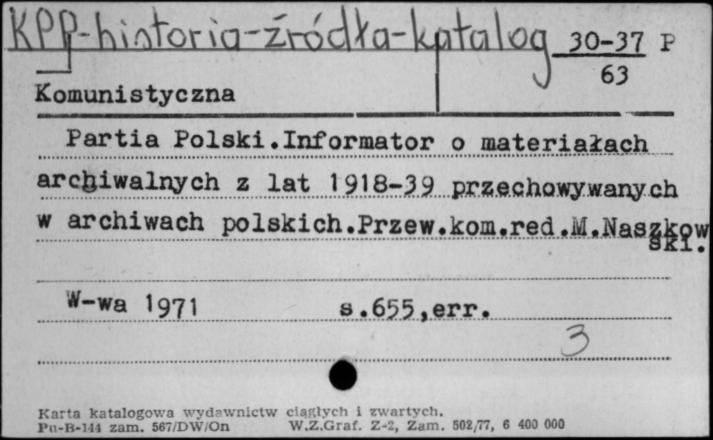 KPP-historia-źródła-katalog 30-37 P
63
Komunistyczna
Partia Polski.Informator o materiałach
archiwalnych z lat 1918-39 przechowywanych
w archiwach polskich.Przew.kom.red.M.Naszkow
ski.
W-wa 1971 s.655,err.
3
Karta katalogowa wydawnictw ciągłych i zwartych.
Pu-B-144 zam. 567/DW/On W.Z.Graf. Z-2, Zam. 502/77, 6 400 000